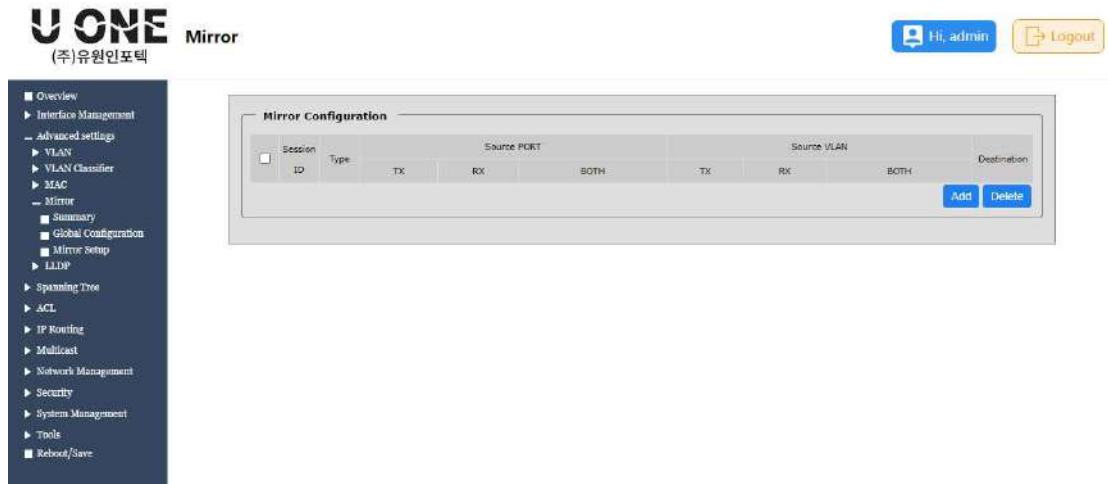 U ONE
(주)유원인포텍
Mirror
Hi, admin
Logout
Overview
Interface Management
Advanced settings
VLAN
VLAN Classifier
MAC
Mirror
Summary
Global Configuration
Mirror Setup
LLDP
Spanning Tree
ACL
IP Routing
Multicast
Network Management
Security
System Management
Tools
Reboot/Save
Mirror Configuration
Session ID Type Source PORT Source VLAN Destination
TX RX BOTH TX RX BOTH
Add Delete